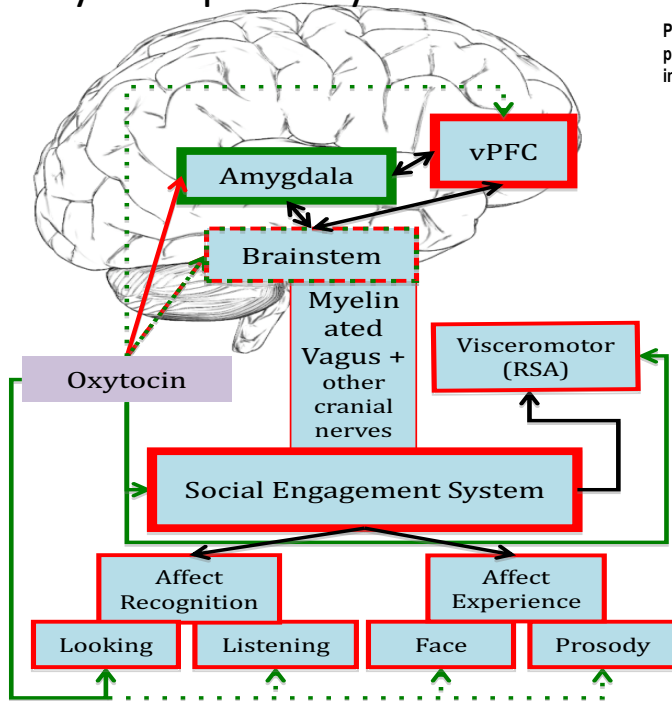 vPFC
Amygdala
Brainstem
Myelin
ated
Vagus +
other
cranial
nerves
Visceromotor
(RSA)
Oxytocin
Social Engagement System
Affect
Recognition
Affect
Experience
Looking
Listening
Face
Prosody